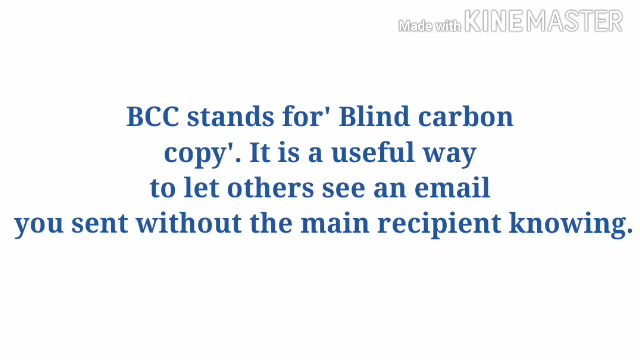 Made with KINEMASTER
BCC stands for' Blind carbon
copy'. It is a useful way
to let others see an email
you sent without the main recipient knowing.